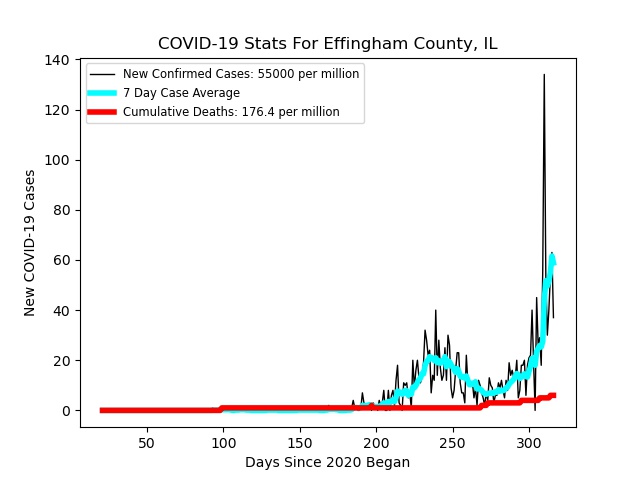 COVID-19 Stats For Effingham County, IL
New Confirmed Cases: 55000 per million
7 Day Case Average
Cumulative Deaths: 176.4 per million
New COVID-19 Cases
140
120
100
80
60
40
20
0
50 100 150 200 250 300
Days Since 2020 Began